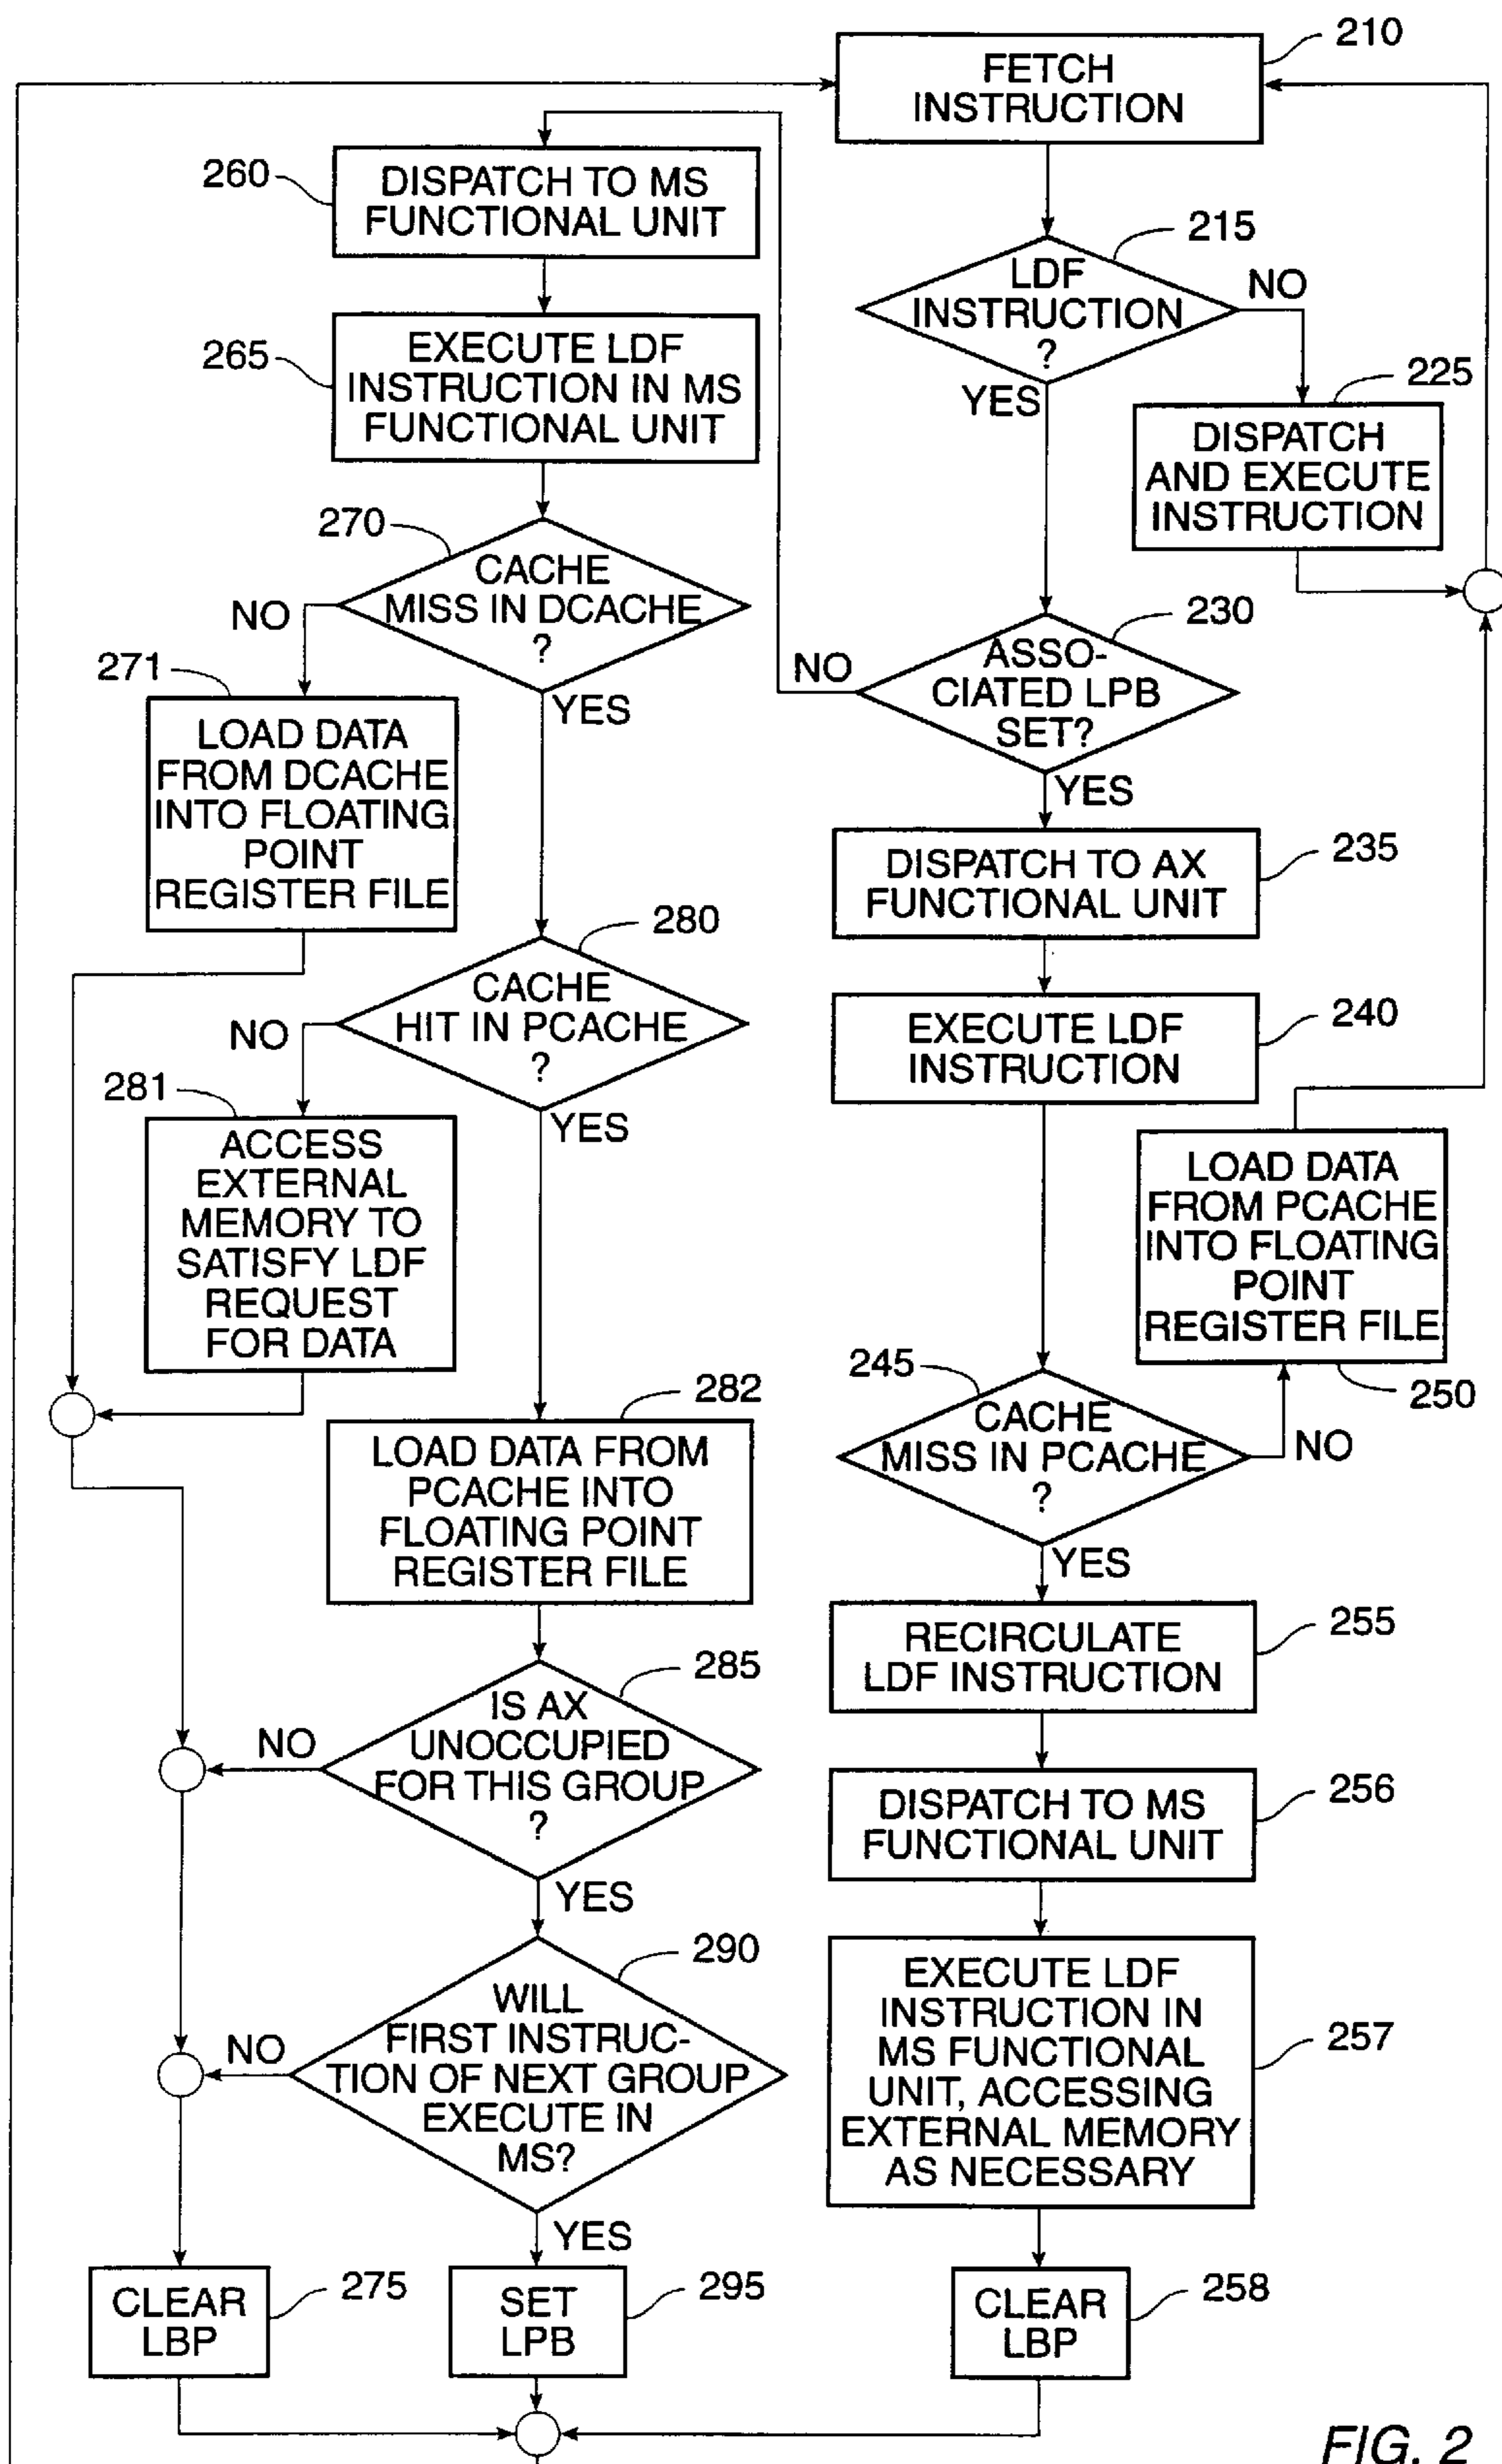 210
FETCH
INSTRUCTION
260
DISPATCH TO MS
FUNCTIONAL UNIT
215
LDF
INSTRUCTION
?
NO
YES
265
EXECUTE LDF
INSTRUCTION IN MS
FUNCTIONAL UNIT
225
DISPATCH
AND EXECUTE
INSTRUCTION
270
CACHE
MISS IN DCACHE
?
NO
YES
230
ASSO-
CIATED LPB
SET?
NO
YES
271
LOAD DATA
FROM DCACHE
INTO FLOATING
POINT
REGISTER FILE
235
DISPATCH TO AX
FUNCTIONAL UNIT
280
CACHE
HIT IN PCACHE
?
NO
YES
240
EXECUTE LDF
INSTRUCTION
281
ACCESS
EXTERNAL
MEMORY TO
SATISFY LDF
REQUEST
FOR DATA
LOAD DATA
FROM PCACHE
INTO FLOATING
POINT
REGISTER FILE
250
245
CACHE
MISS IN PCACHE
?
NO
YES
282
LOAD DATA FROM
PCACHE INTO
FLOATING POINT
REGISTER FILE
255
RECIRCULATE
LDF INSTRUCTION
285
IS AX
UNOCCUPIED
FOR THIS GROUP
?
NO
YES
256
DISPATCH TO MS
FUNCTIONAL UNIT
290
WILL
FIRST INSTRUC-
TION OF NEXT GROUP
EXECUTE IN
MS?
NO
YES
257
EXECUTE LDF
INSTRUCTION IN
MS FUNCTIONAL
UNIT, ACCESSING
EXTERNAL MEMORY
AS NECESSARY
275
CLEAR
LBP
295
SET
LPB
258
CLEAR
LBP
FIG. 2